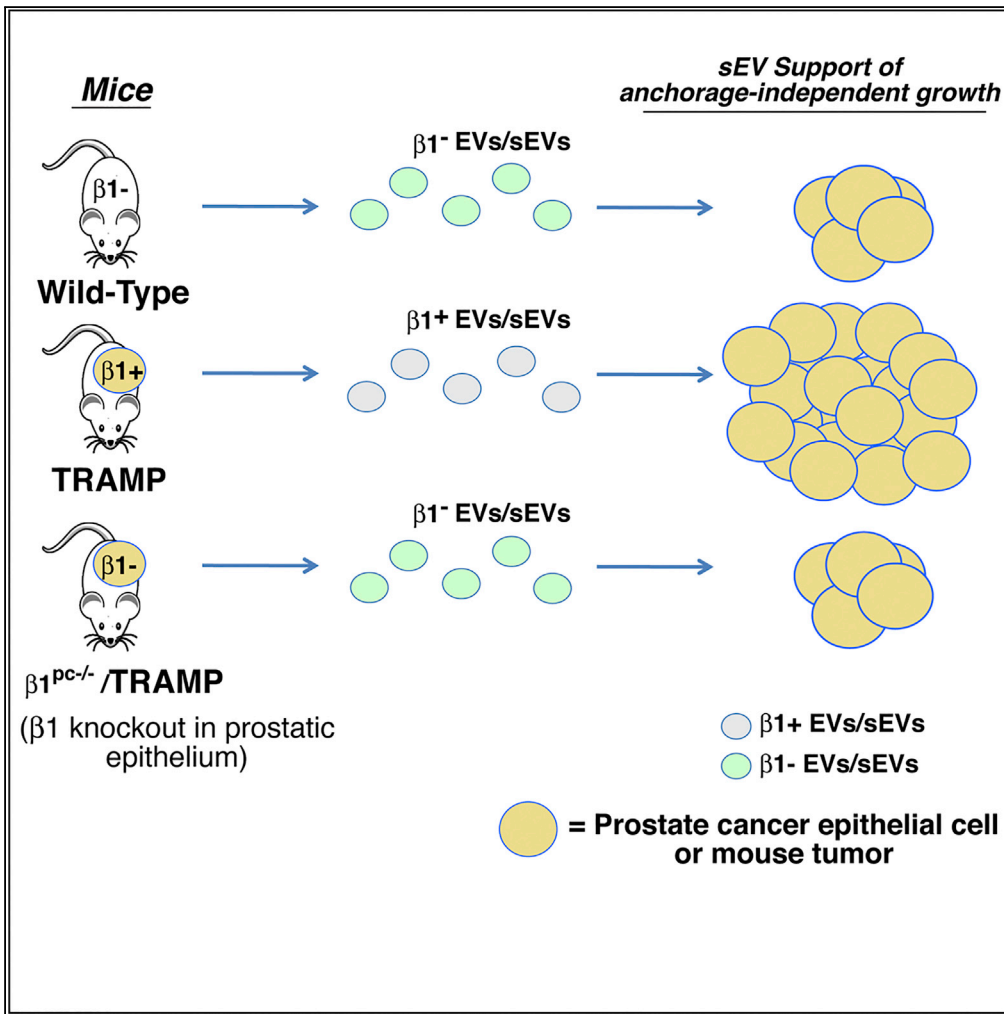 Mice
sEV Support of
anchorage-independent growth
β1-
β1⁻ EVs/sEVs
Wild-Type
β1+
β1⁺ EVs/sEVs
TRAMP
β1-
β1⁻ EVs/sEVs
β1ᵖᶜ⁻/⁻ /TRAMP
(β1 knockout in prostatic
epithelium)
β1+ EVs/sEVs
β1- EVs/sEVs
= Prostate cancer epithelial cell
or mouse tumor